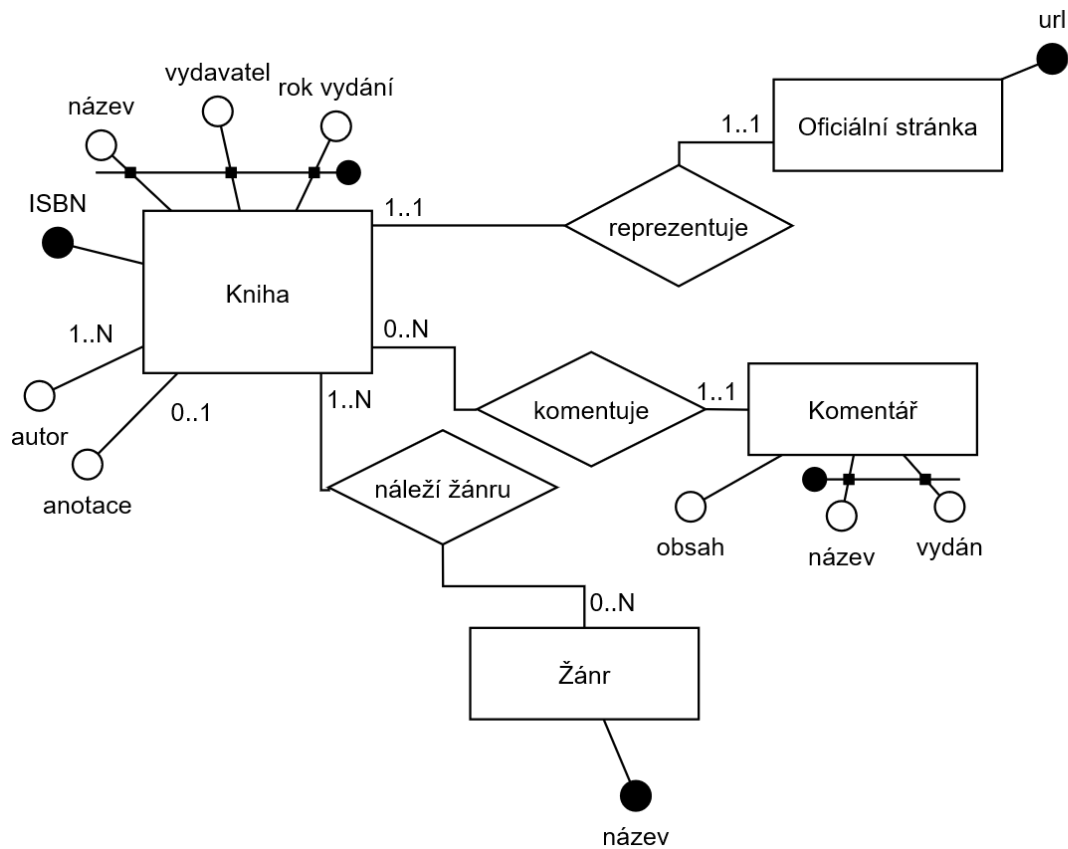 url
vydavatel
rok vydání
název
1..1
Oficiální stránka
ISBN
1..1
reprezentuje
Kniha
0..N
1..N
1..1
komentuje
Komentář
0..1
1..N
autor
anotace
náleží žánru
obsah
název
vydán
0..N
Žánr
název